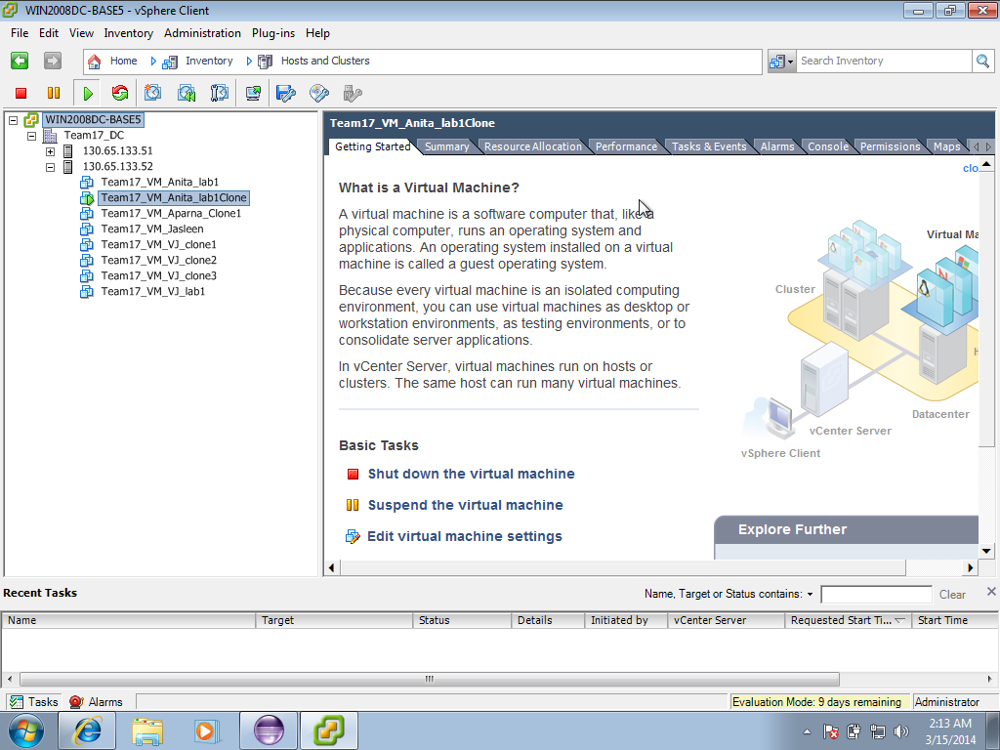 WIN2008DC-BASE5 - vSphere Client
File Edit View Inventory Administration Plug-ins Help
Home Inventory Hosts and Clusters Search Inventory
WIN2008DC-BASE5
Team17_DC
130.65.133.51
130.65.133.52
Team17_VM_Anita_lab1
Team17_VM_Anita_lab1Clone
Team17_VM_Aparna_Clone1
Team17_VM_Jasleen
Team17_VM_VJ_clone1
Team17_VM_VJ_clone2
Team17_VM_VJ_clone3
Team17_VM_VJ_lab1
Team17_VM_Anita_lab1Clone
Getting Started Summary Resource Allocation Performance Tasks & Events Alarms Console Permissions Maps
clo
What is a Virtual Machine?
A virtual machine is a software computer that, like a
physical computer, runs an operating system and
applications. An operating system installed on a virtual
machine is called a guest operating system.
Because every virtual machine is an isolated computing
environment, you can use virtual machines as desktop or
workstation environments, as testing environments, or to
consolidate server applications.
In vCenter Server, virtual machines run on hosts or
clusters. The same host can run many virtual machines.
Virtual Ma
Cluster
H
Datacenter
vCenter Server
vSphere Client
Basic Tasks
Shut down the virtual machine
Suspend the virtual machine
Edit virtual machine settings
Explore Further
Recent Tasks
Name, Target or Status contains: Clear
Name Target Status Details Initiated by vCenter Server Requested Start Ti... Start Time
Tasks Alarms
Evaluation Mode: 9 days remaining Administrator
2:13 AM
3/15/2014